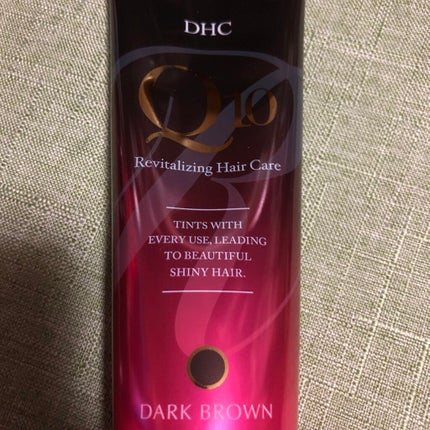 DHC
Q10
Revitalizing Hair Care
TINTS WITH
EVERY USE, LEADING
TO BEAUTIFUL
SHINY HAIR.
DARK BROWN